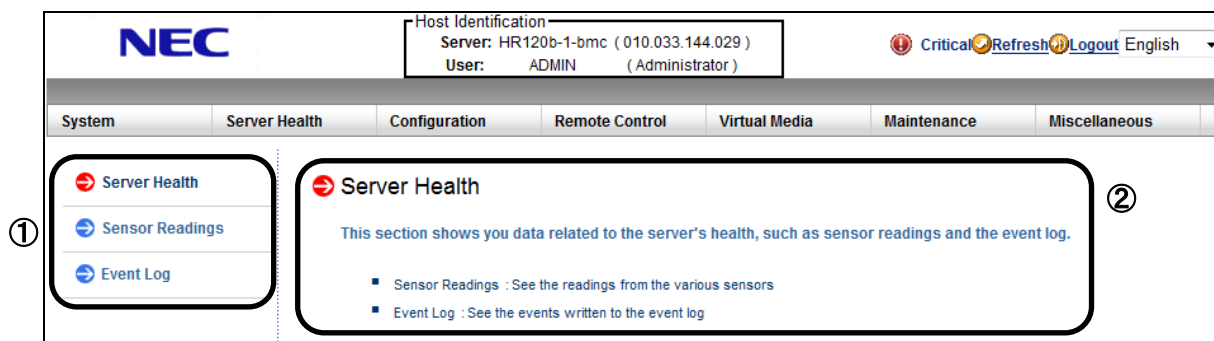 NEC
Host Identification
Server: HR120b-1-bmc ( 010.033.144.029 )
User: ADMIN ( Administrator )
Critical Refresh Logout English
System Server Health Configuration Remote Control Virtual Media Maintenance Miscellaneous
①
Server Health
Sensor Readings
Event Log
②
Server Health
This section shows you data related to the server's health, such as sensor readings and the event log.
Sensor Readings : See the readings from the various sensors
Event Log : See the events written to the event log